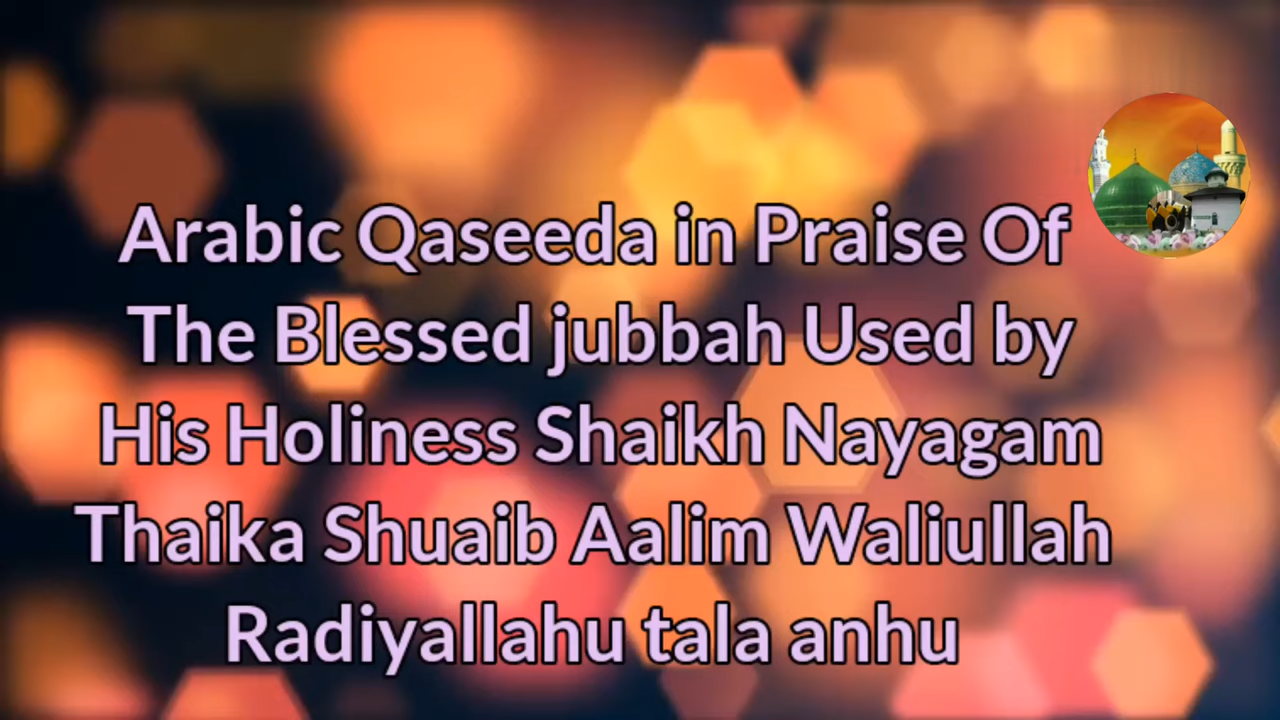 Arabic Qaseeda in Praise Of
The Blessed jubbah Used by
His Holiness Shaikh Nayagam
Thaika Shuaib Aalim Waliullah
Radiyallahu tala anhu